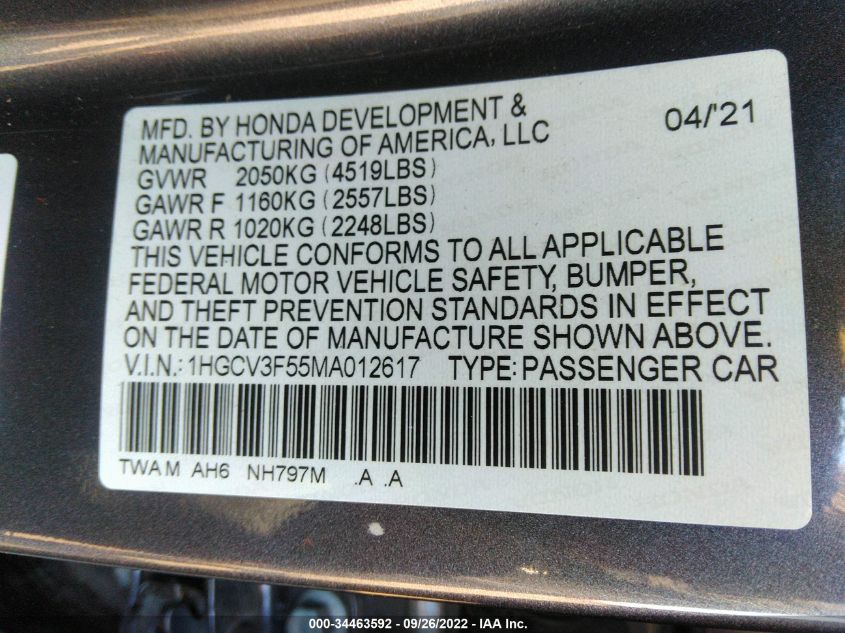 MFD. BY HONDA DEVELOPMENT &
MANUFACTURING OF AMERICA, LLC 04/'21
GVWR 2050KG (4519LBS)
GAWR F 1160KG (2557LBS)
GAWR R 1020KG (2248LBS)
THIS VEHICLE CONFORMS TO ALL APPLICABLE
FEDERAL MOTOR VEHICLE SAFETY, BUMPER,
AND THEFT PREVENTION STANDARDS IN EFFECT
ON THE DATE OF MANUFACTURE SHOWN ABOVE.
V.I.N.: 1HGCV3F55MA012617 TYPE: PASSENGER CAR
TWA M AH6 NH797M .A .A
000-34463592 - 09/26/2022 - IAA Inc.